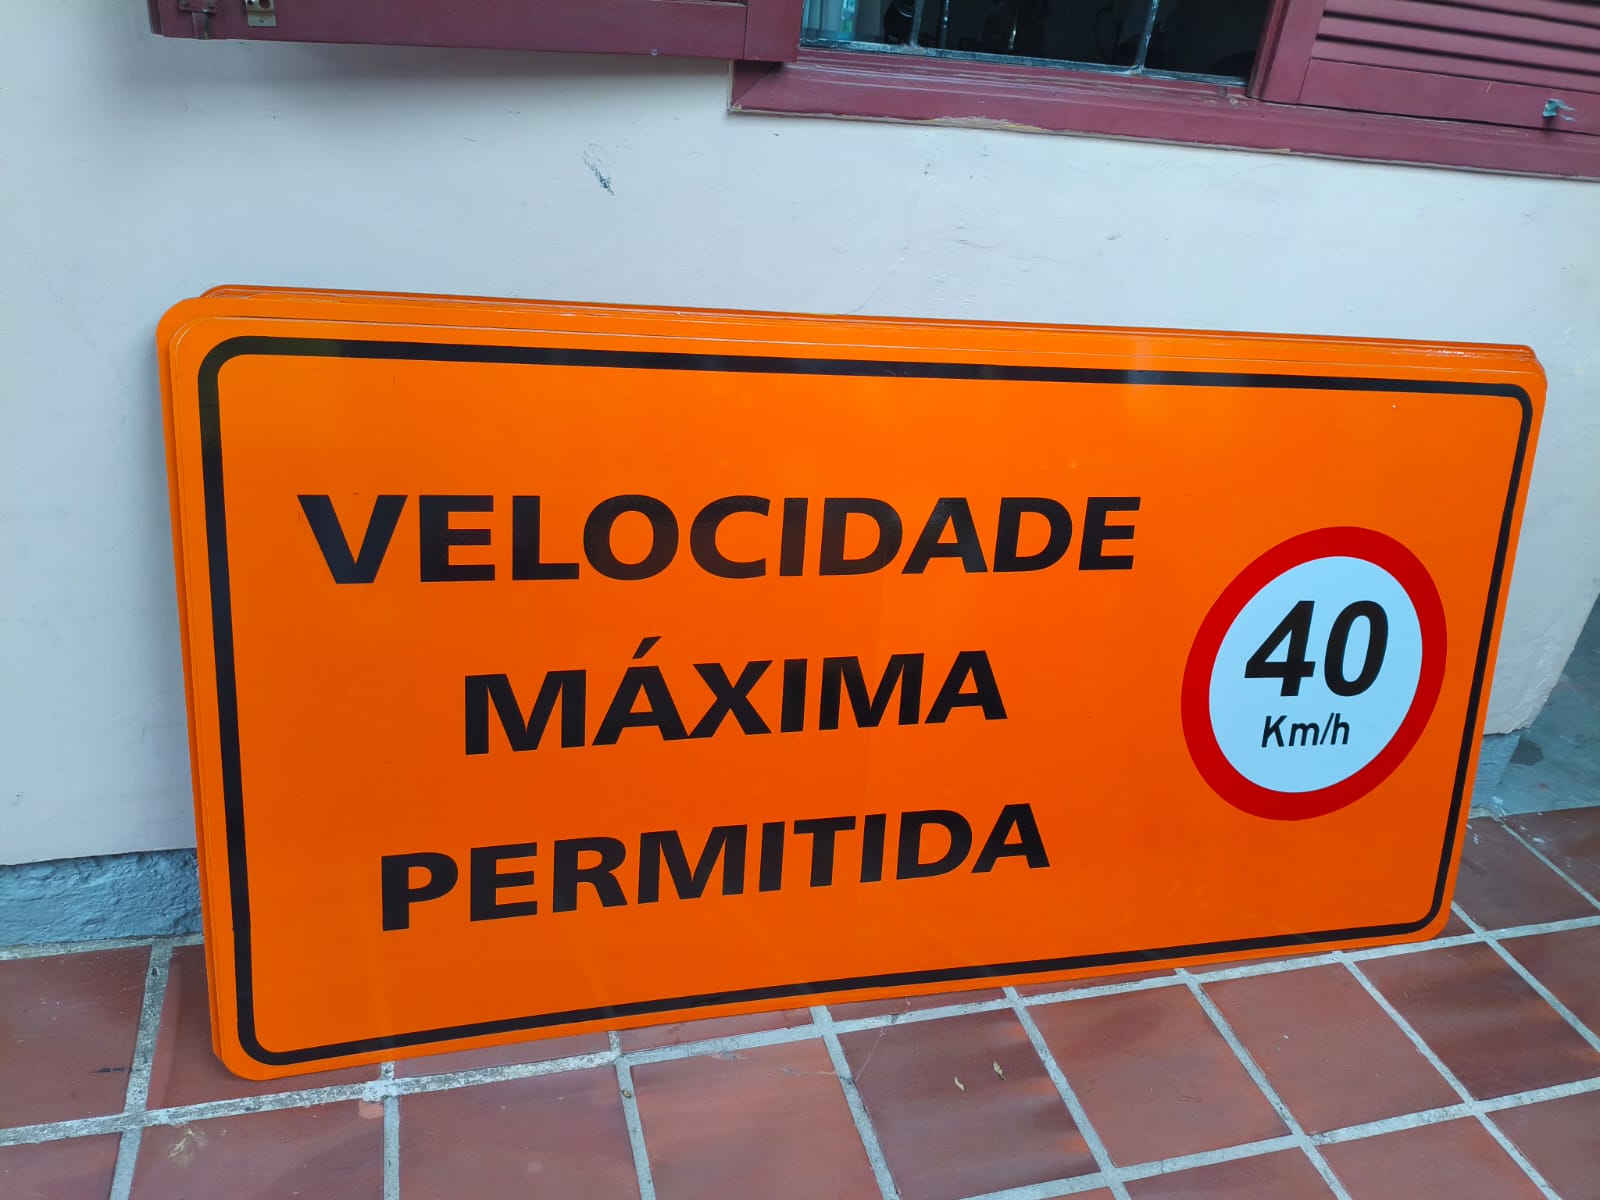 VELOCIDADE
MÁXIMA
PERMITIDA
40
Km/h